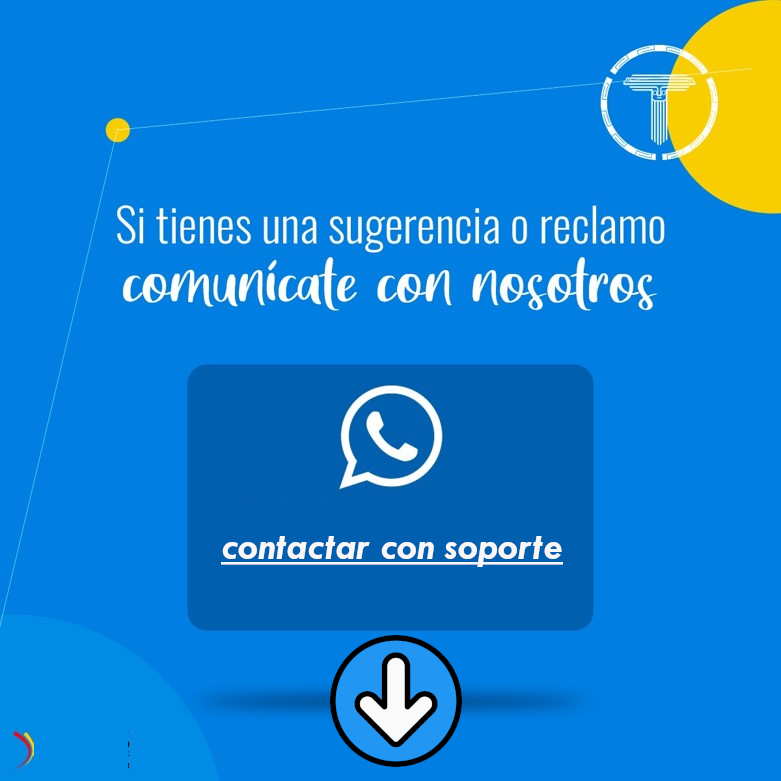 Si tienes una sugerencia o reclamo
comunícate con nosotros
contactar con soporte